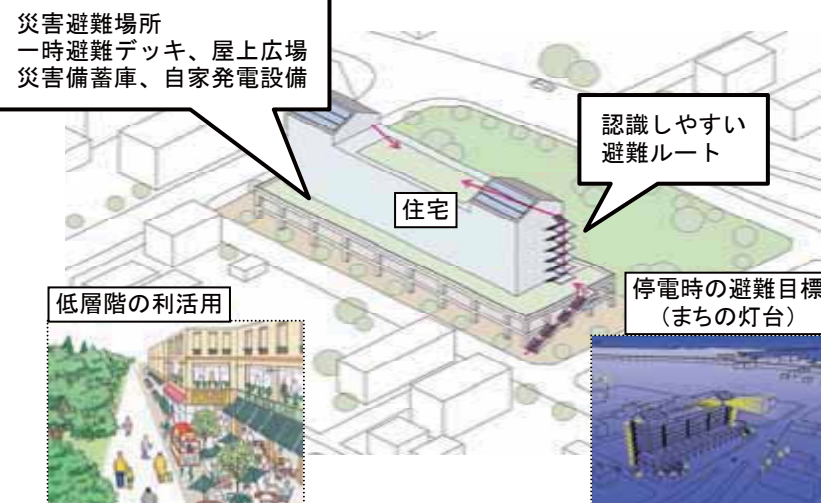 災害避難場所
一時避難デッキ、屋上広場
災害備蓄庫、自家発電設備
認識しやすい
避難ルート
住宅
低層階の利活用
停電時の避難目標
（まちの灯台）